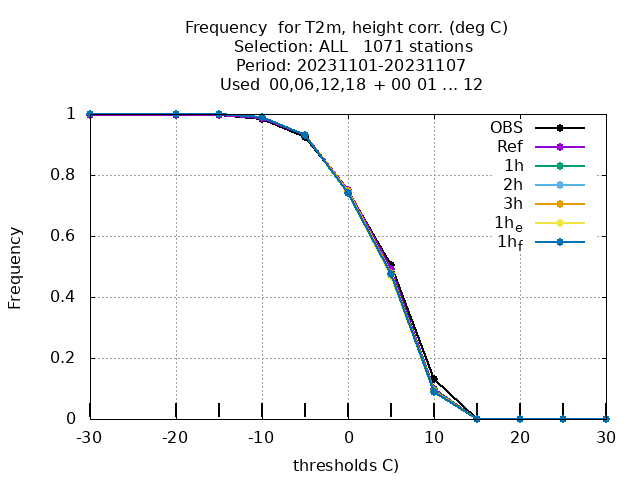 Frequency  for T2m, height corr. (deg C)
Selection: ALL   1071 stations
Period: 20231101-20231107
Used  00,06,12,18  + 00 01 ... 12
Frequency
1
0.8
0.6
0.4
0.2
0
OBS
Ref
1h
2h
3h
1he
1hf
-30
-20
-10
0
10
20
30
thresholds C)